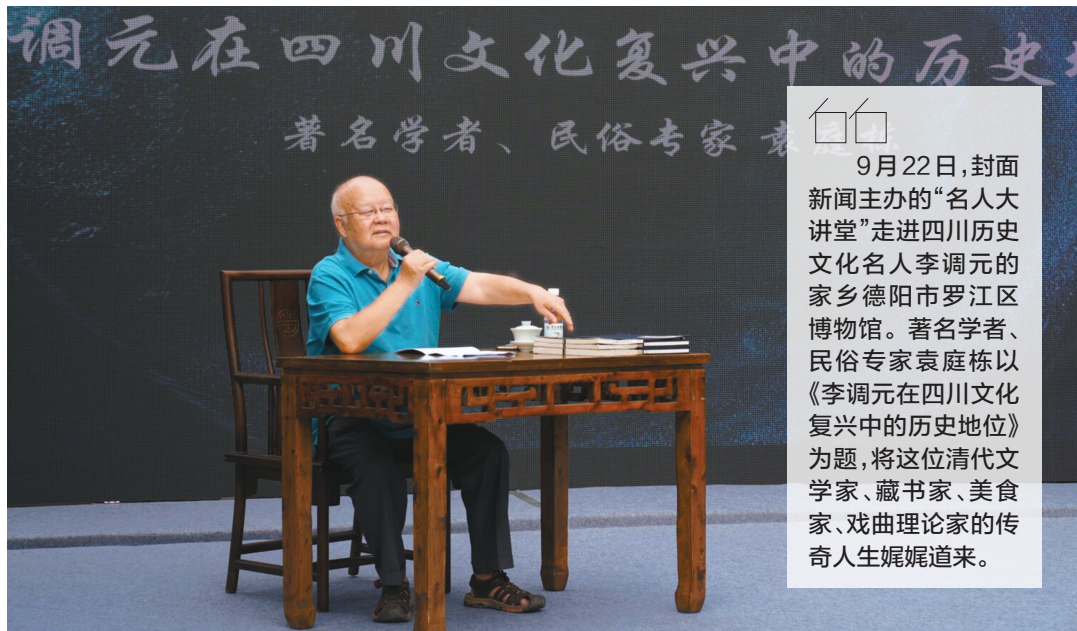 调元在四川文化复兴中的历史地
著名学者、民俗专家 袁庭栋
9月22日,封面
新闻主办的“名人大
讲堂”走进四川历史
文化名人李调元的
家乡德阳市罗江区
博物馆。著名学者、
民俗专家袁庭栋以
《李调元在四川文化
复兴中的历史地位》
为题,将这位清代文
学家、藏书家、美食
家、戏曲理论家的传
奇人生娓娓道来。